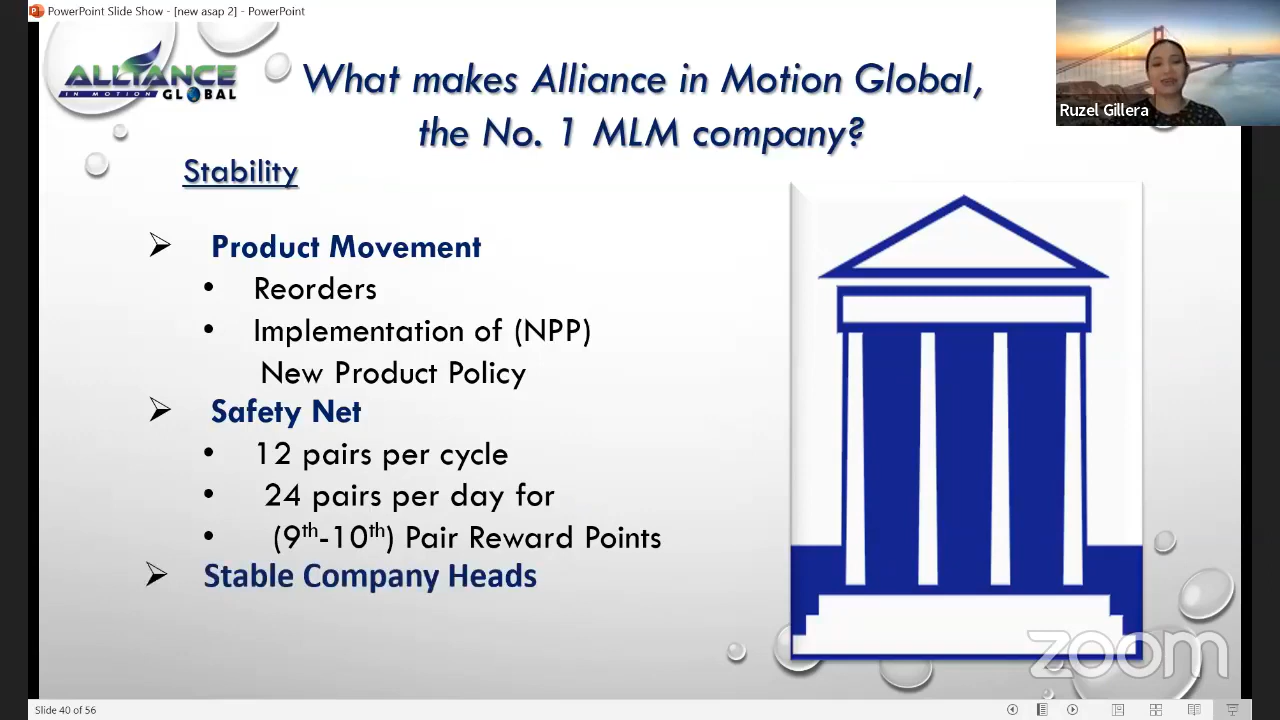 PowerPoint Slide Show - [new asap 2] - PowerPoint
ALLIANCE
IN MOTION GLOBAL
What makes Alliance in Motion Global,
the No. 1 MLM company?
Ruzel Gillera
Stability
➢ Product Movement
• Reorders
• Implementation of (NPP)
New Product Policy
➢ Safety Net
• 12 pairs per cycle
• 24 pairs per day for
• (9th-10th) Pair Reward Points
➢ Stable Company Heads
zoom
Slide 40 of 56